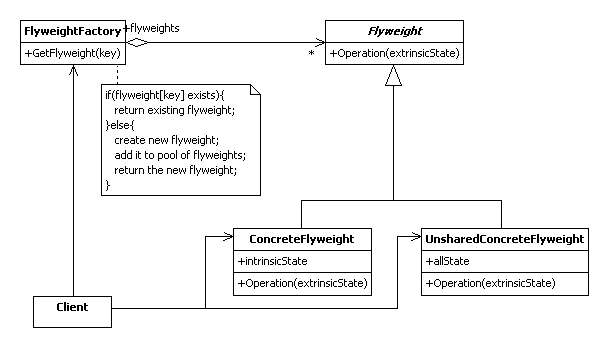 FlyweightFactory
+GetFlyweight(key)
+flyweights
*
Flyweight
+Operation(extrinsicState)
if(flyweight[key] exists){
return existing flyweight;
}else{
create new flyweight;
add it to pool of flyweights;
return the new flyweight;
}
ConcreteFlyweight
+intrinsicState
+Operation(extrinsicState)
UnsharedConcreteFlyweight
+allState
+Operation(extrinsicState)
Client